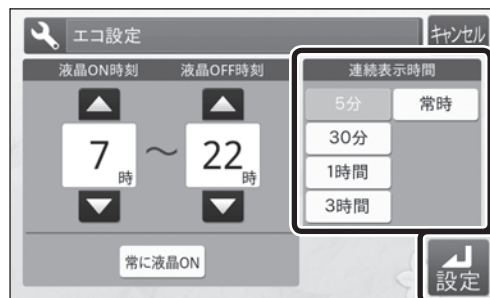 エコ設定
キャンセル
液晶ON時刻 液晶OFF時刻
7時 ～ 22時
常に液晶ON
連続表示時間
5分 常時
30分
1時間
3時間
設定